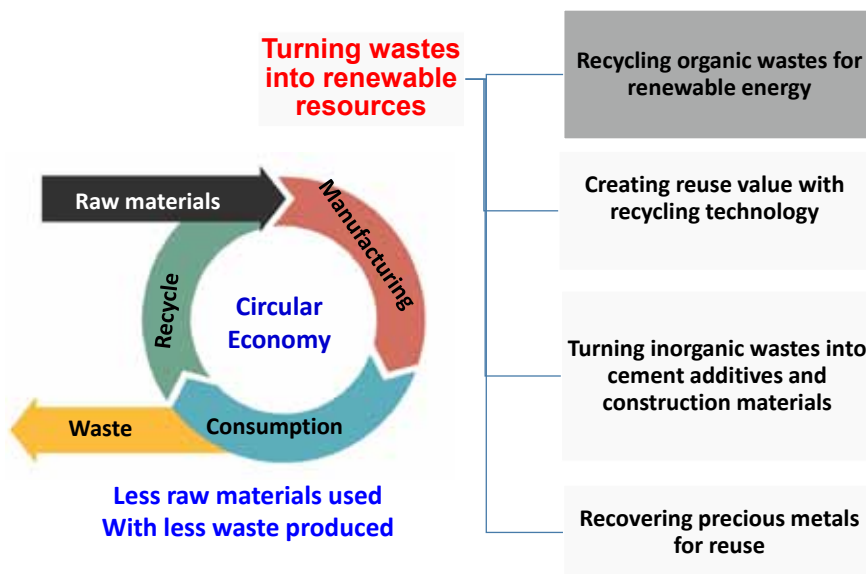 Turning wastes
into renewable
resources
Recycling organic wastes for
renewable energy
Creating reuse value with
recycling technology
Turning inorganic wastes into
cement additives and
construction materials
Recovering precious metals
for reuse
Raw materials
Manufacturing
Recycle
Circular
Economy
Waste
Consumption
Less raw materials used
With less waste produced